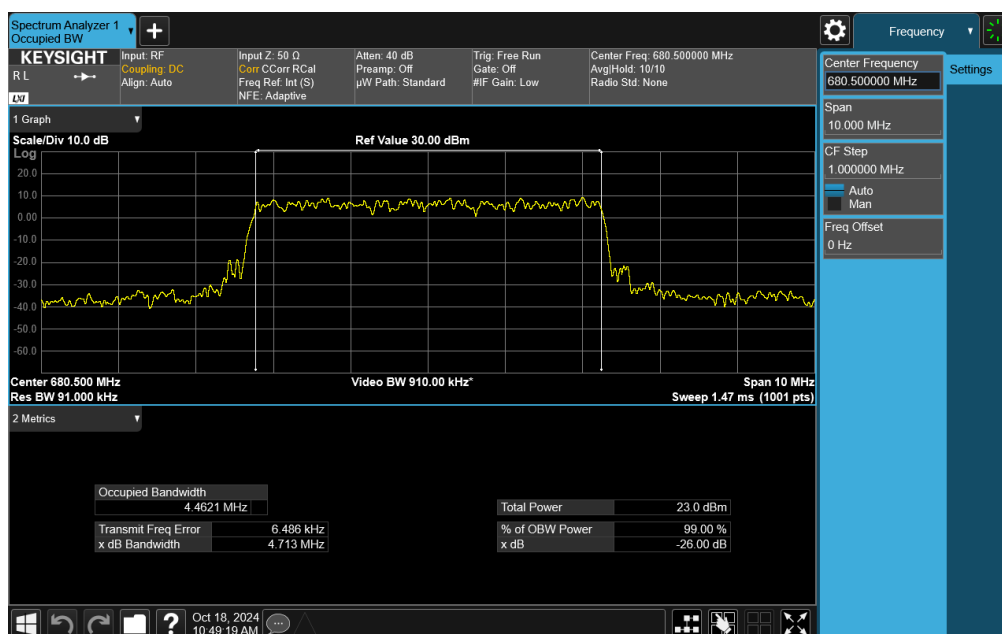 Spectrum Analyzer 1
Occupied BW
Frequency
KEYSIGHT
R L
LXI
Input: RF
Coupling: DC
Align: Auto
Input Z: 50 Ω
Corr CCorr RCal
Freq Ref: Int (S)
NFE: Adaptive
Atten: 40 dB
Preamp: Off
µW Path: Standard
Trig: Free Run
Gate: Off
#IF Gain: Low
Center Freq: 680.500000 MHz
Avg|Hold: 10/10
Radio Std: None
Center Frequency
680.500000 MHz
Settings
Span
10.000 MHz
CF Step
1.000000 MHz
Auto
Man
Freq Offset
0 Hz
1 Graph
Scale/Div 10.0 dB
Ref Value 30.00 dBm
Log
20.0
10.0
0.00
-10.0
-20.0
-30.0
-40.0
-50.0
-60.0
Center 680.500 MHz
Video BW 910.00 kHz*
Span 10 MHz
Res BW 91.000 kHz
Sweep 1.47 ms (1001 pts)
2 Metrics
Occupied Bandwidth
4.4621 MHz
Total Power 23.0 dBm
Transmit Freq Error 6.486 kHz
% of OBW Power 99.00 %
x dB Bandwidth 4.713 MHz
x dB -26.00 dB
Oct 18, 2024
10:49:19 AM